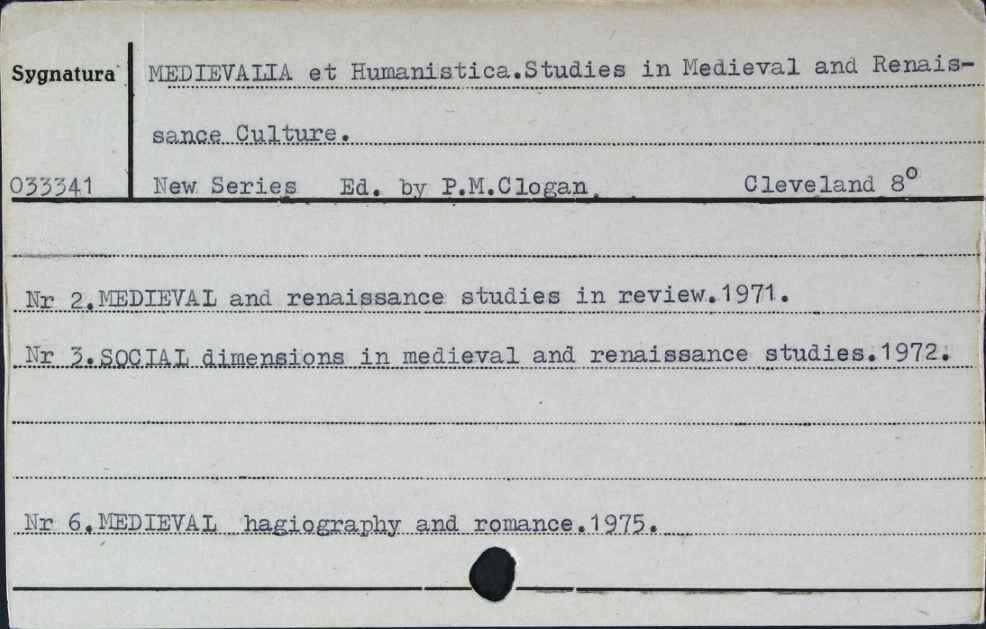 Sygnatura MEDIEVALIA et Humanistica.Studies in Medieval and Renais-
sance Culture.
033341 New Series Ed. by P.M.Clogan. Cleveland 8º
Nr 2.MEDIEVAL and renaissance studies in review.1971.
Nr 3.SOCIAL dimensions in medieval and renaissance studies.1972.
Nr 6.MEDIEVAL hagiography and romance.1975.